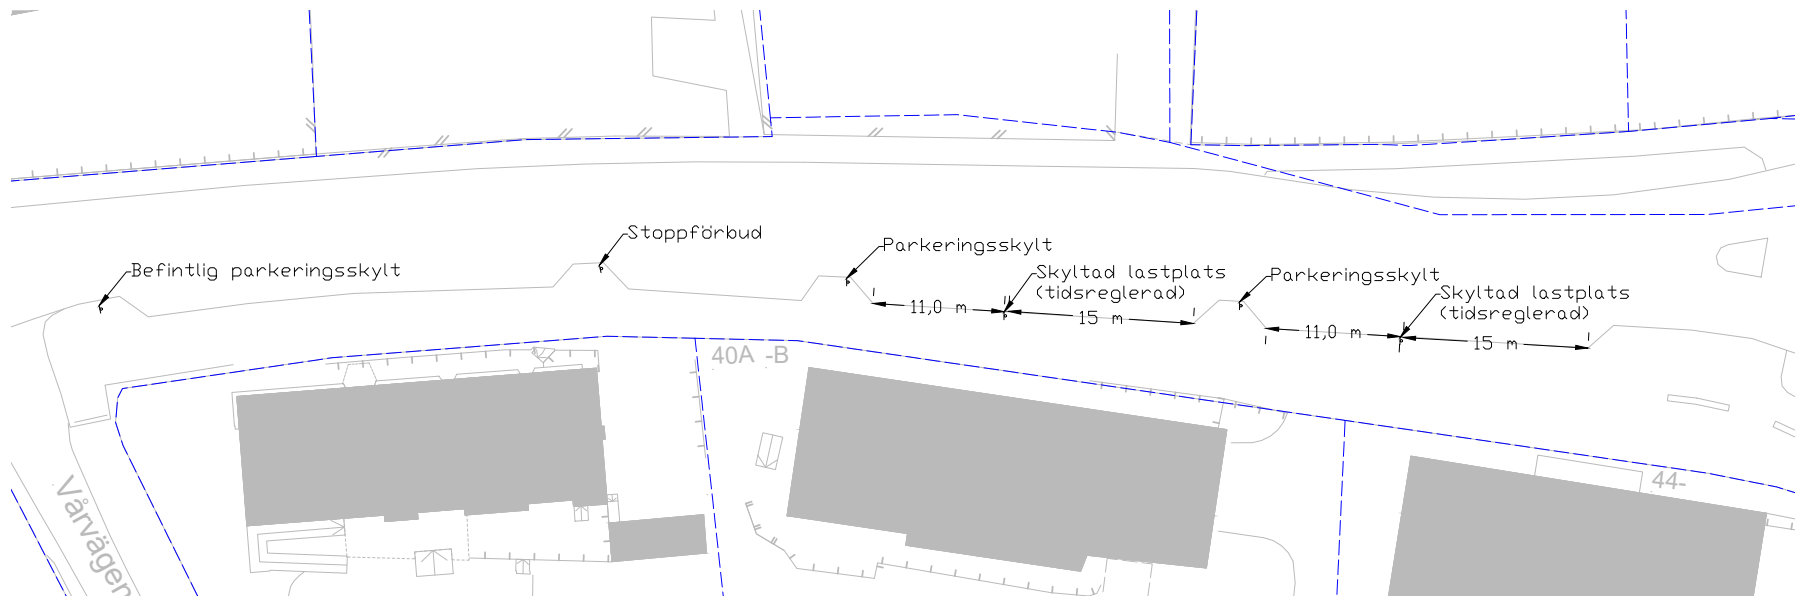 Stoppförbud
Befintlig parkeringsskylt
Parkeringsskylt
Skyltad lastplats
(tidsreglerad)
Parkeringsskylt
Skyltad lastplats
(tidsreglerad)
11,0 m
15 m
11,0 m
15 m
40A -B
44-
Vårvägen